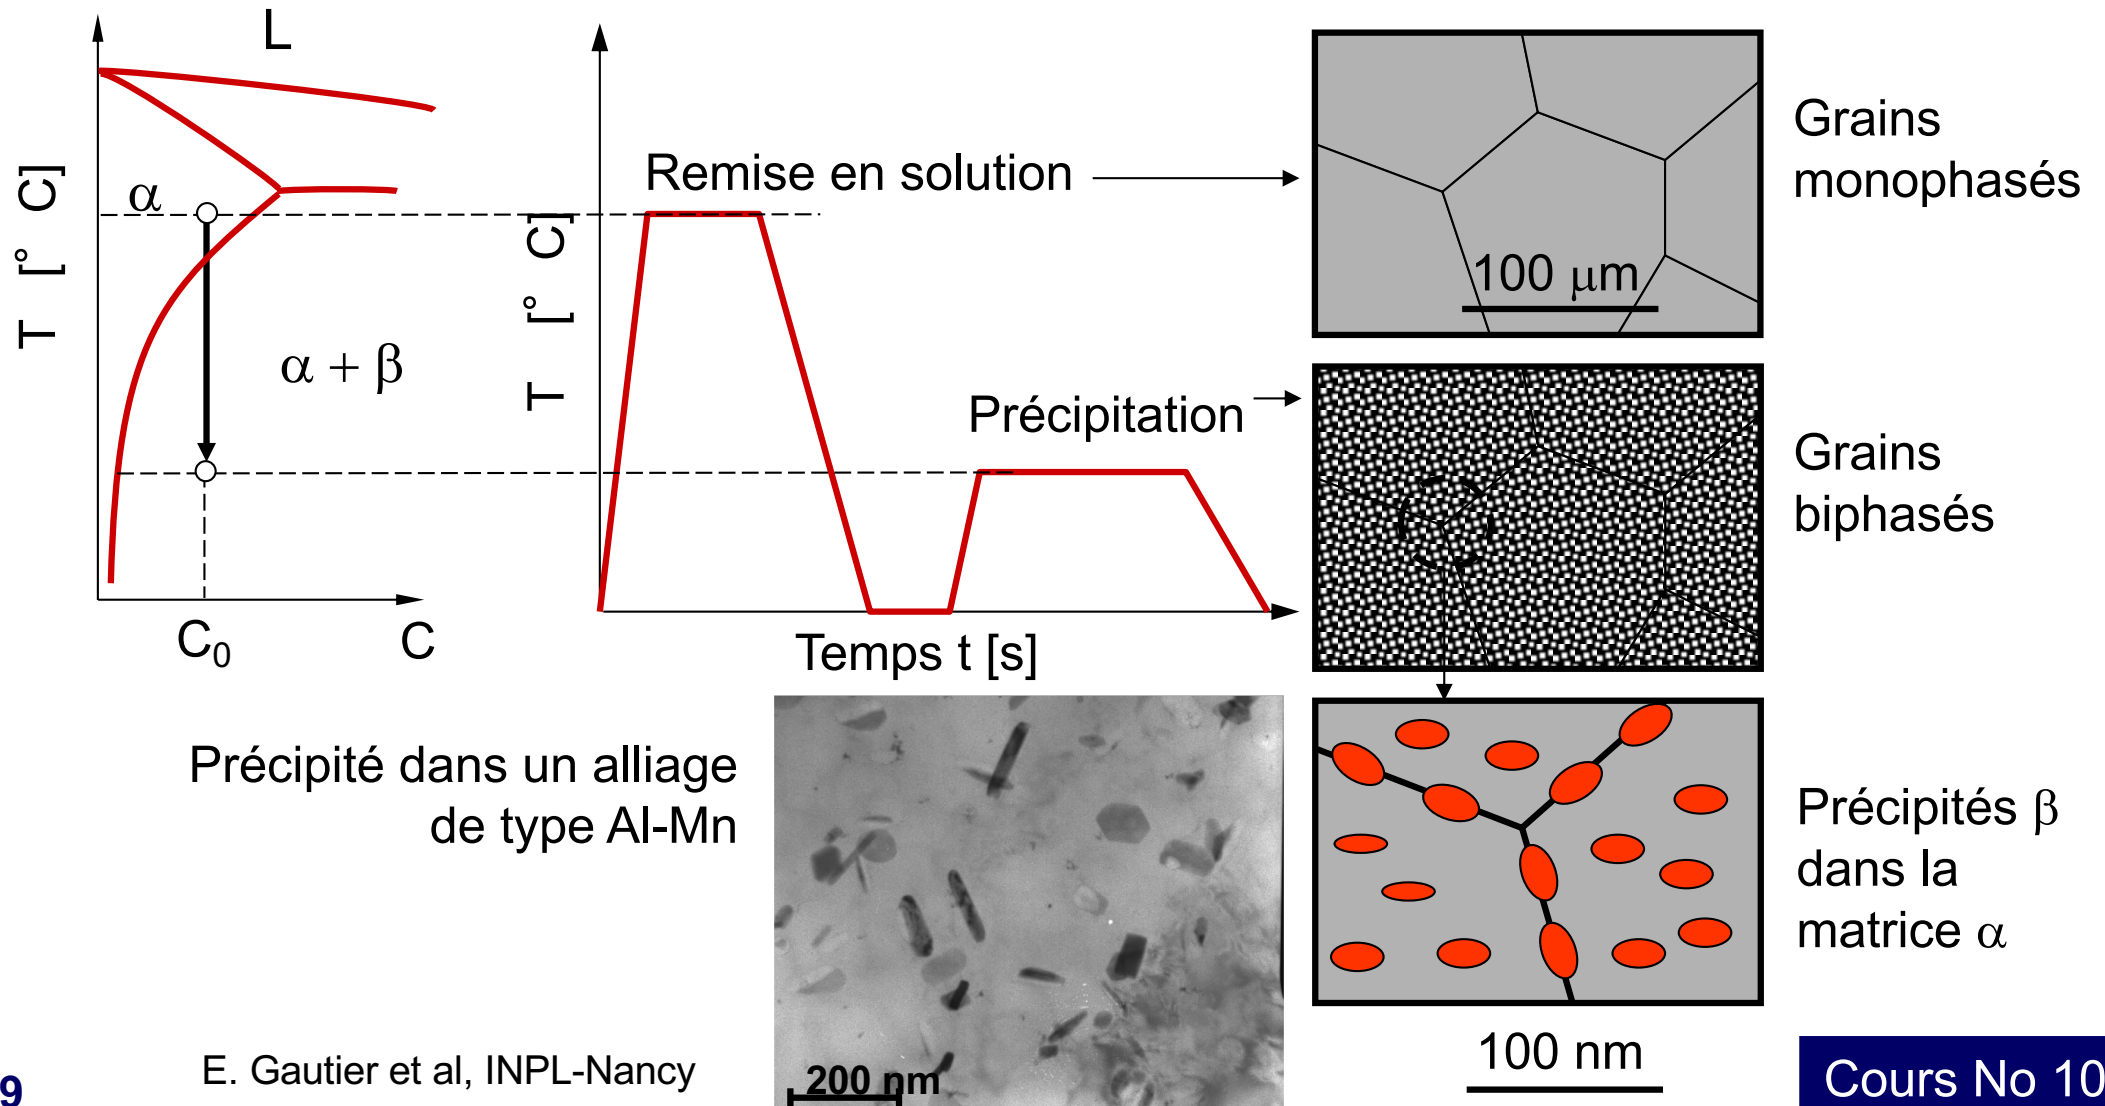 L
T [° C]
α
α + β
C₀
C
T [° C]
Remise en solution
Précipitation
Temps t [s]
100 μm
Grains
monophasés
Grains
biphasés
Précipité dans un alliage
de type Al-Mn
200 nm
Précipités β
dans la
matrice α
100 nm
E. Gautier et al, INPL-Nancy
9
Cours No 10